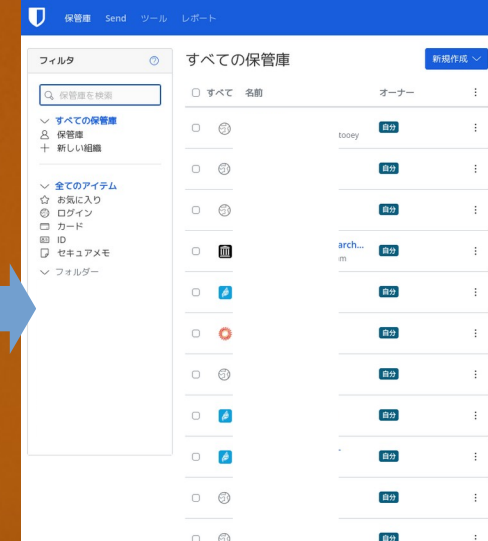 保管庫 Send ツール レポート
フィルタ
すべての保管庫
新規作成
保管庫を検索
すべて 名前 オーナー
すべての保管庫
保管庫
新しい組織
全てのアイテム
お気に入り
ログイン
カード
ID
セキュアメモ
フォルダー
tooey
自分
自分
自分
arch...
m
自分
自分
自分
自分
自分
自分
自分
自分